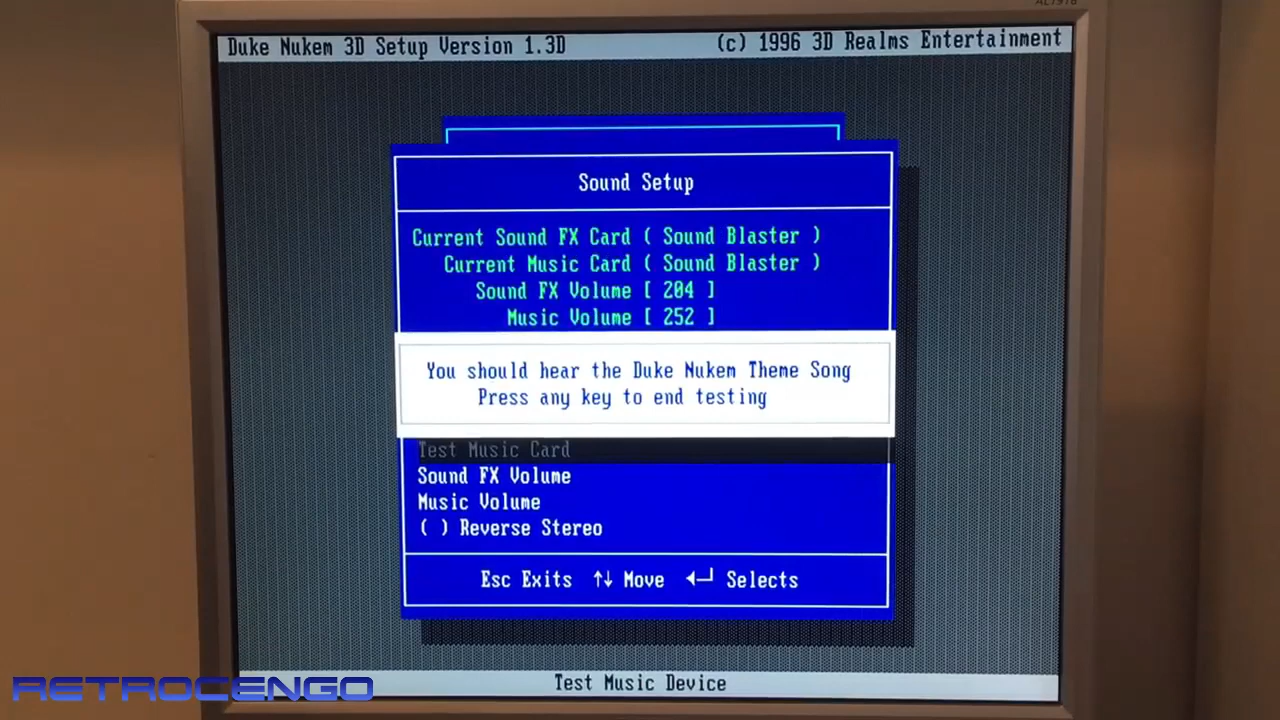 AL1978
Duke Nukem 3D Setup Version 1.3D
(c) 1996 3D Realms Entertainment
Sound Setup
Current Sound FX Card ( Sound Blaster )
Current Music Card ( Sound Blaster )
Sound FX Volume [ 204 ]
Music Volume [ 252 ]
You should hear the Duke Nukem Theme Song
Press any key to end testing
Test Music Card
Sound FX Volume
Music Volume
( ) Reverse Stereo
Esc Exits ↑↓ Move ◄─┘ Selects
Test Music Device
RETROCENGO